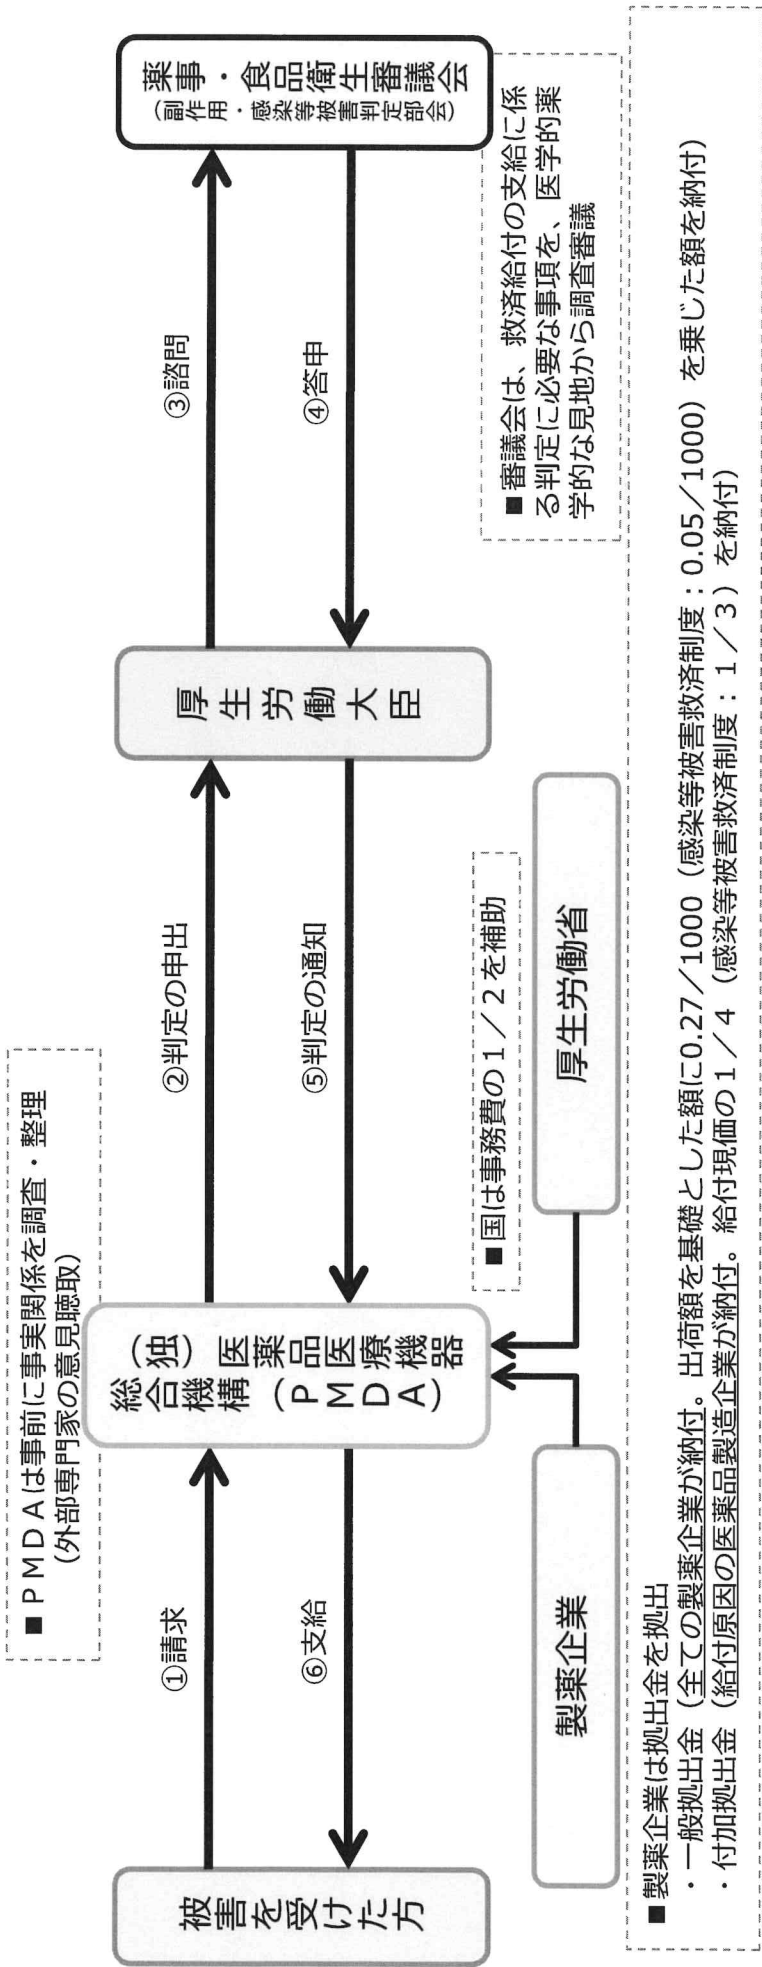 ■ＰＭＤＡは事前に事実関係を調査・整理
（外部専門家の意見聴取）
被害を受けた方
①請求
⑥支給
（独）医薬品医療機器
総合機構（ＰＭＤＡ）
②判定の申出
⑤判定の通知
厚生労働大臣
③諮問
④答申
薬事・食品衛生審議会
（副作用・感染等被害判定部会）
■国は事務費の１／２を補助
■審議会は、救済給付の支給に係
る判定に必要な事項を、医学的薬
学的な見地から調査審議
製薬企業
厚生労働省
■製薬企業は拠出金を拠出
・一般拠出金（全ての製薬企業が納付。出荷額を基礎とした額に0.27／1000（感染等被害救済制度：0.05／1000）を乗じた額を納付）
・付加拠出金（給付原因の医薬品製造企業が納付。給付現価の１／４（感染等被害救済制度：１／３）を納付）